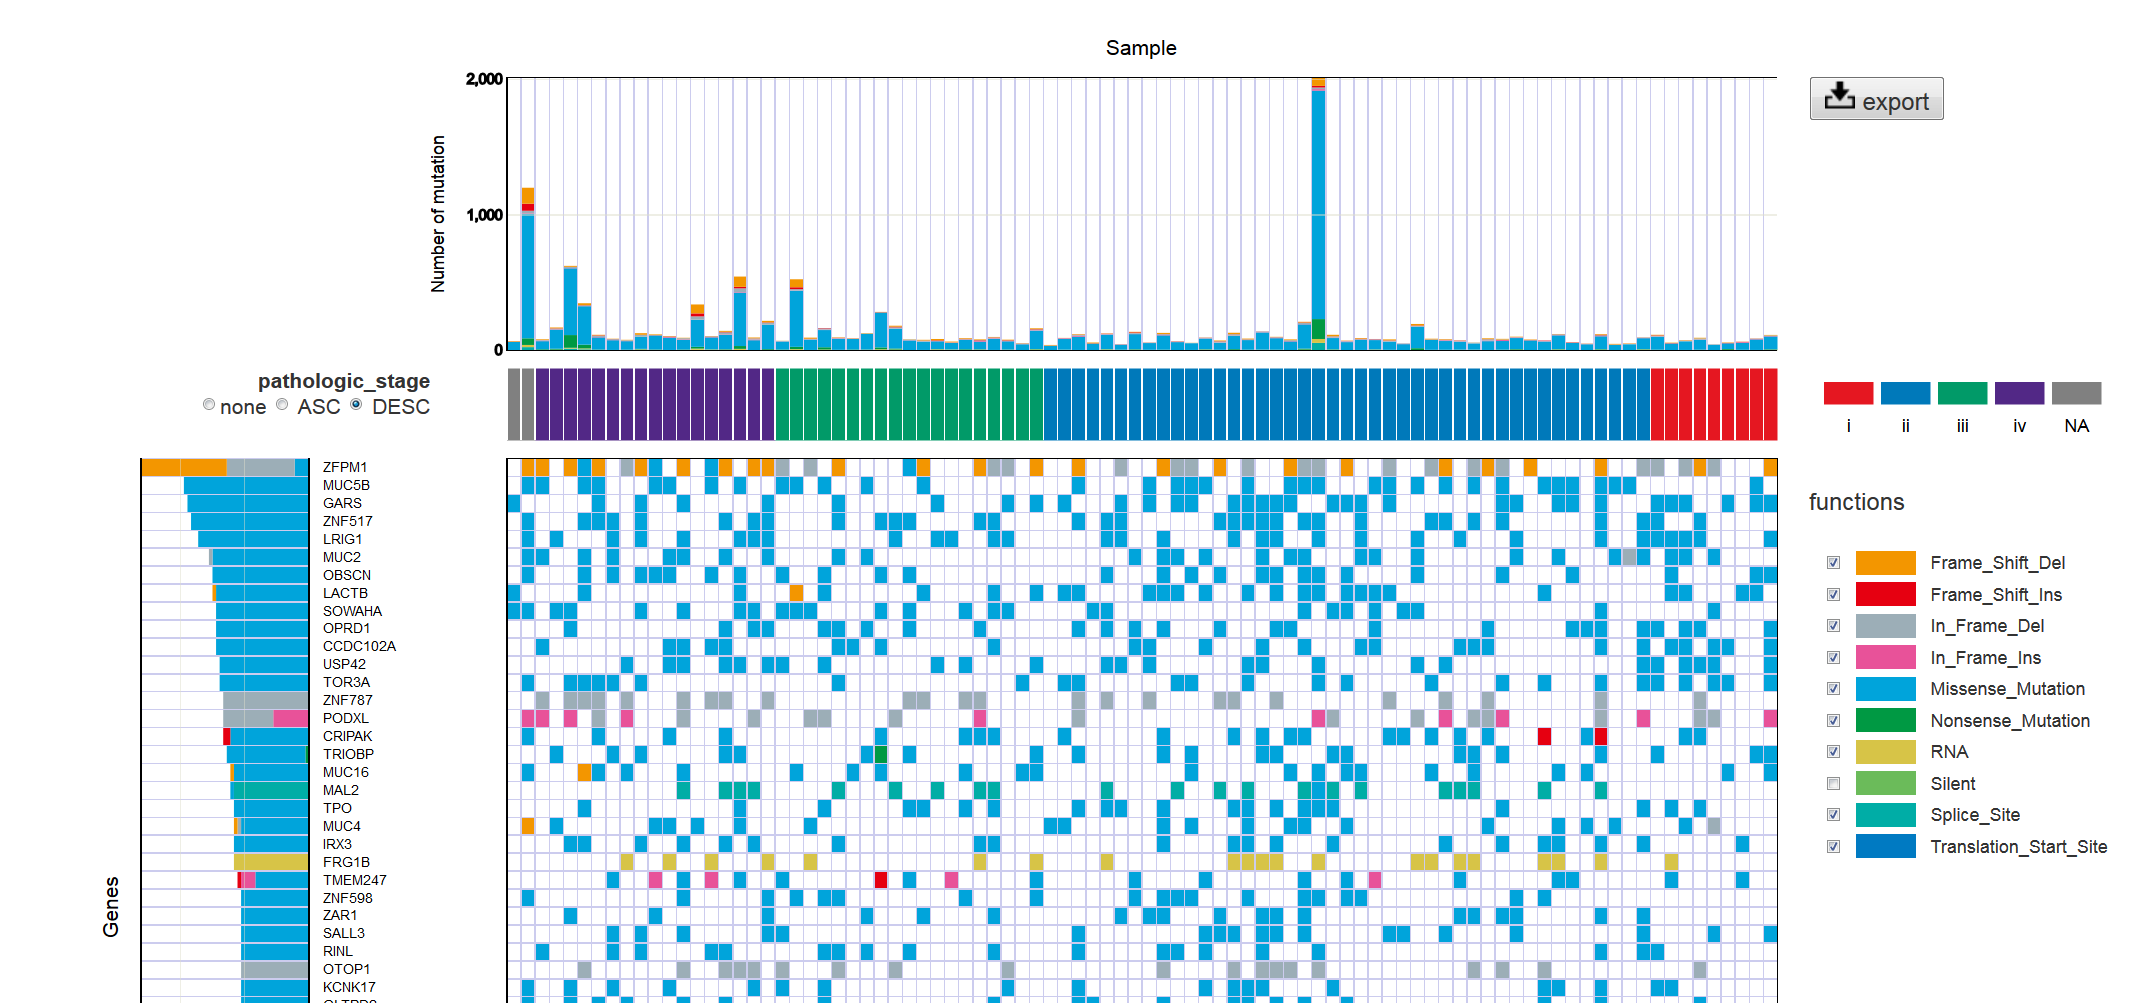 Sample
2,000
1,000
0
Number of mutation
export
pathologic_stage
none ASC DESC
i ii iii iv NA
functions
Frame_Shift_Del
Frame_Shift_Ins
In_Frame_Del
In_Frame_Ins
Missense_Mutation
Nonsense_Mutation
RNA
Silent
Splice_Site
Translation_Start_Site
Genes
ZFPM1
MUC5B
GARS
ZNF517
LRIG1
MUC2
OBSCN
LACTB
SOWAHA
OPRD1
CCDC102A
USP42
TOR3A
ZNF787
PODXL
CRIPAK
TRIOBP
MUC16
MAL2
TPO
MUC4
IRX3
FRG1B
TMEM247
ZNF598
ZAR1
SALL3
RINL
OTOP1
KCNK17